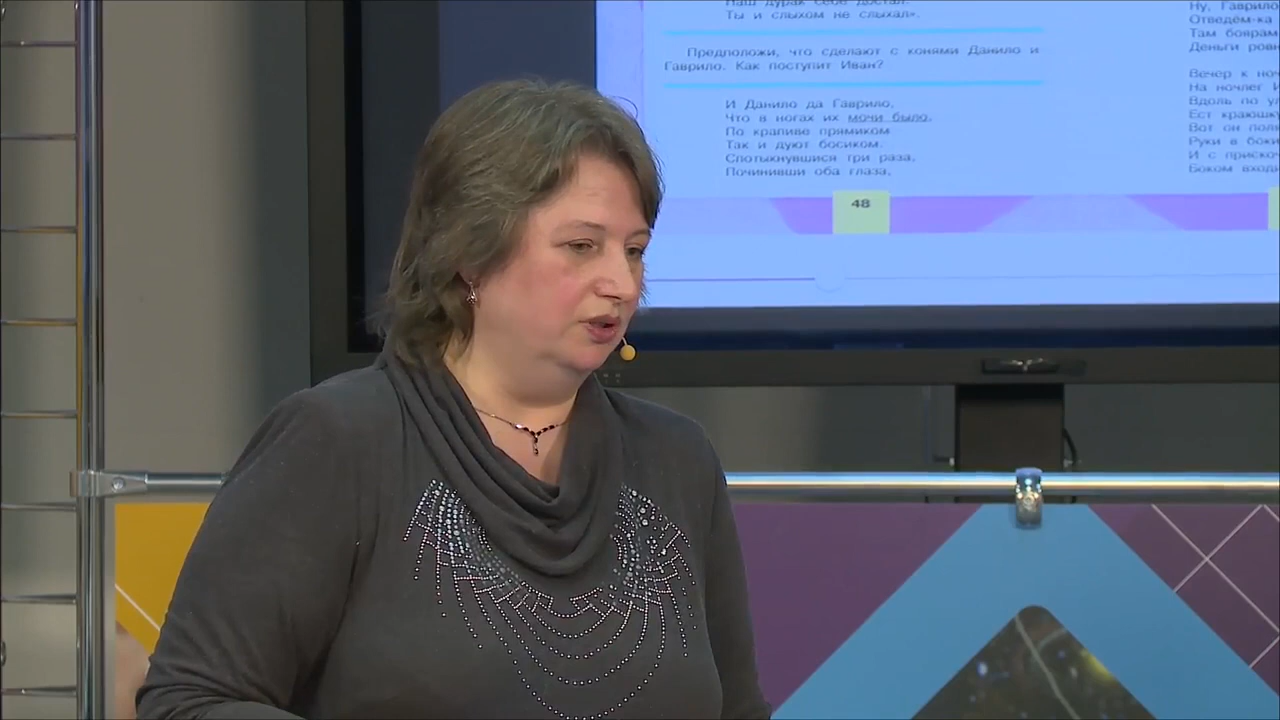 Наш дурак себе достал:
Ты и слыхом не слыхал».
Предположи, что сделают с конями Данило и
Гаврило. Как поступит Иван?
И Данило да Гаврило,
Что в ногах их мочи было,
По крапиве прямиком
Так и дуют босиком.
Спотыкнувшися три раза,
Починивши оба глаза,
48
Ну, Гаврило
Отведём-ка
Там боярам
Деньги ровн
Вечер к ноч
На ночлег И
Вдоль по ул
Ест краюшку
Вот он поля
Руки в боки
И с прискоч
Боком входи